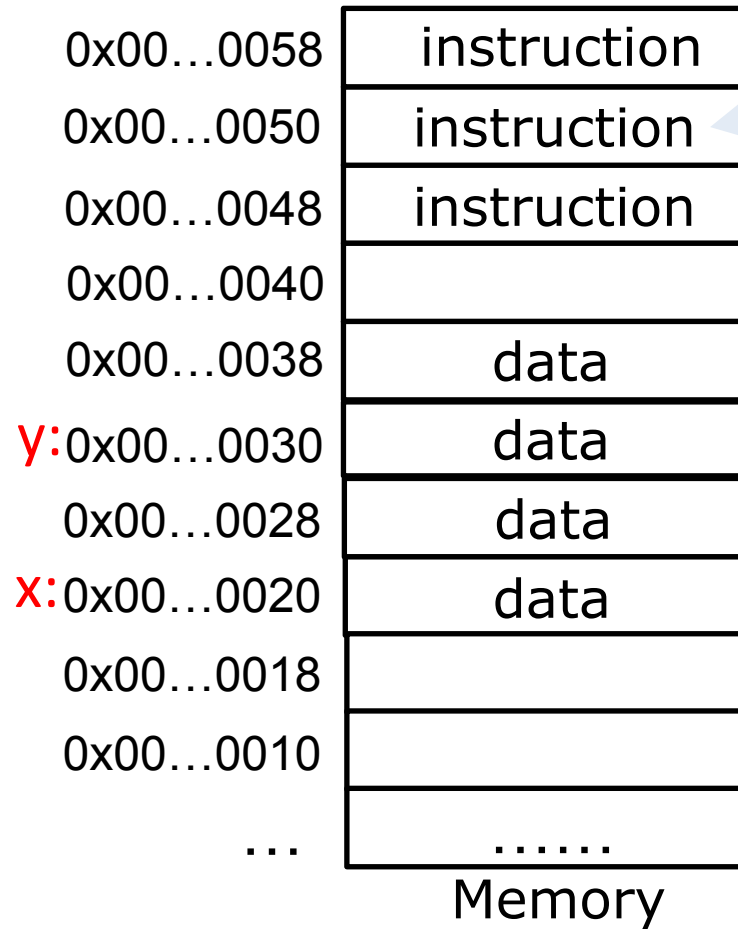 0x00…0058 instruction
0x00…0050 instruction
0x00…0048 instruction
0x00…0040
0x00…0038 data
y: 0x00…0030 data
0x00…0028 data
x: 0x00…0020 data
0x00…0018
0x00…0010
… ……
Memory